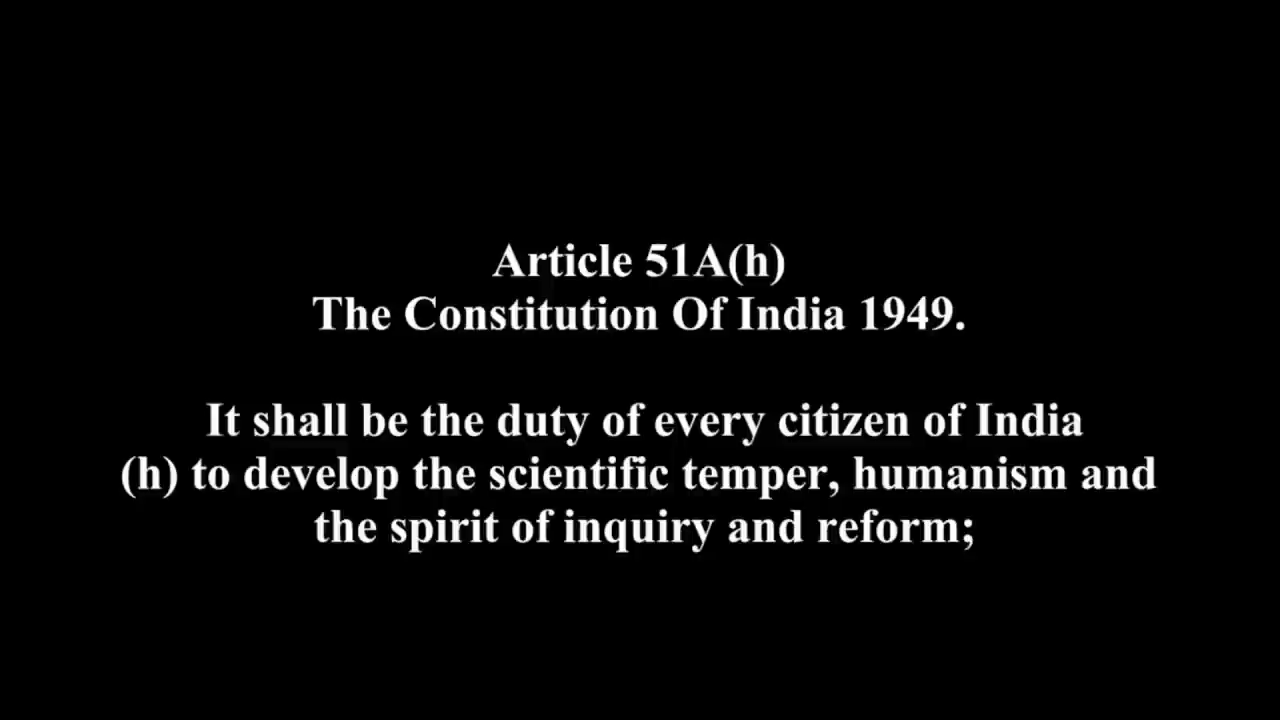 Article 51A(h)
The Constitution Of India 1949.
It shall be the duty of every citizen of India
(h) to develop the scientific temper, humanism and
the spirit of inquiry and reform;